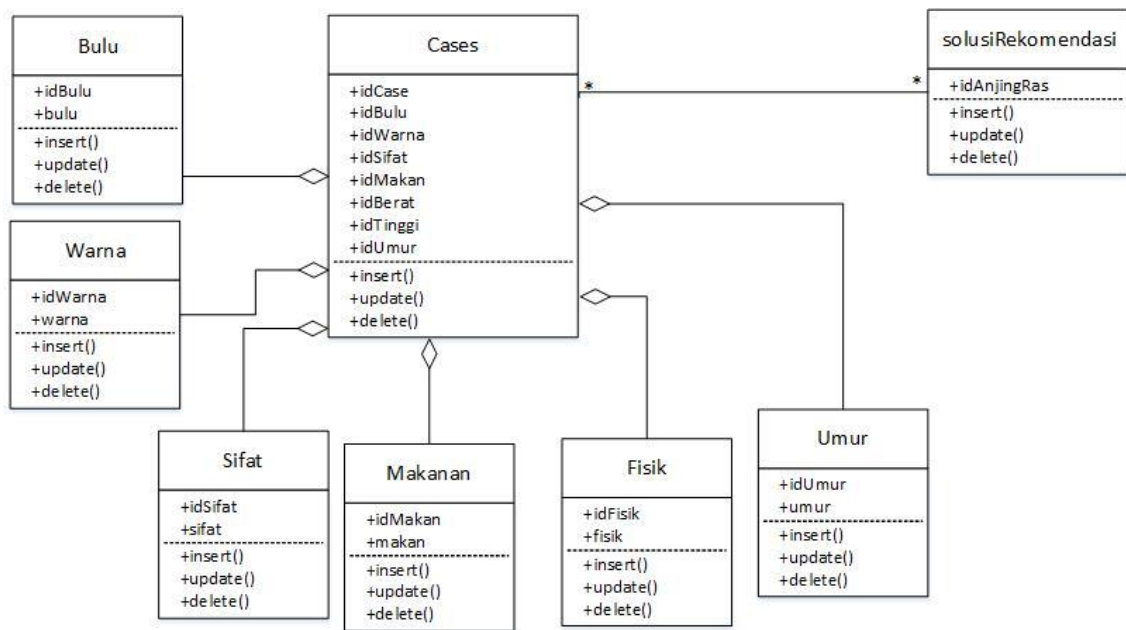 Bulu
+idBulu
+bulu
+insert()
+update()
+delete()
Cases
+idCase
+idBulu
+idWarna
+idSifat
+idMakan
+idBerat
+idTinggi
+idUmur
+insert()
+update()
+delete()
*
*
solusiRekomendasi
+idAnjingRas
+insert()
+update()
+delete()
Warna
+idWarna
+warna
+insert()
+update()
+delete()
Sifat
+idSifat
+sifat
+insert()
+update()
+delete()
Makanan
+idMakan
+makan
+insert()
+update()
+delete()
Fisik
+idFisik
+fisik
+insert()
+update()
+delete()
Umur
+idUmur
+umur
+insert()
+update()
+delete()